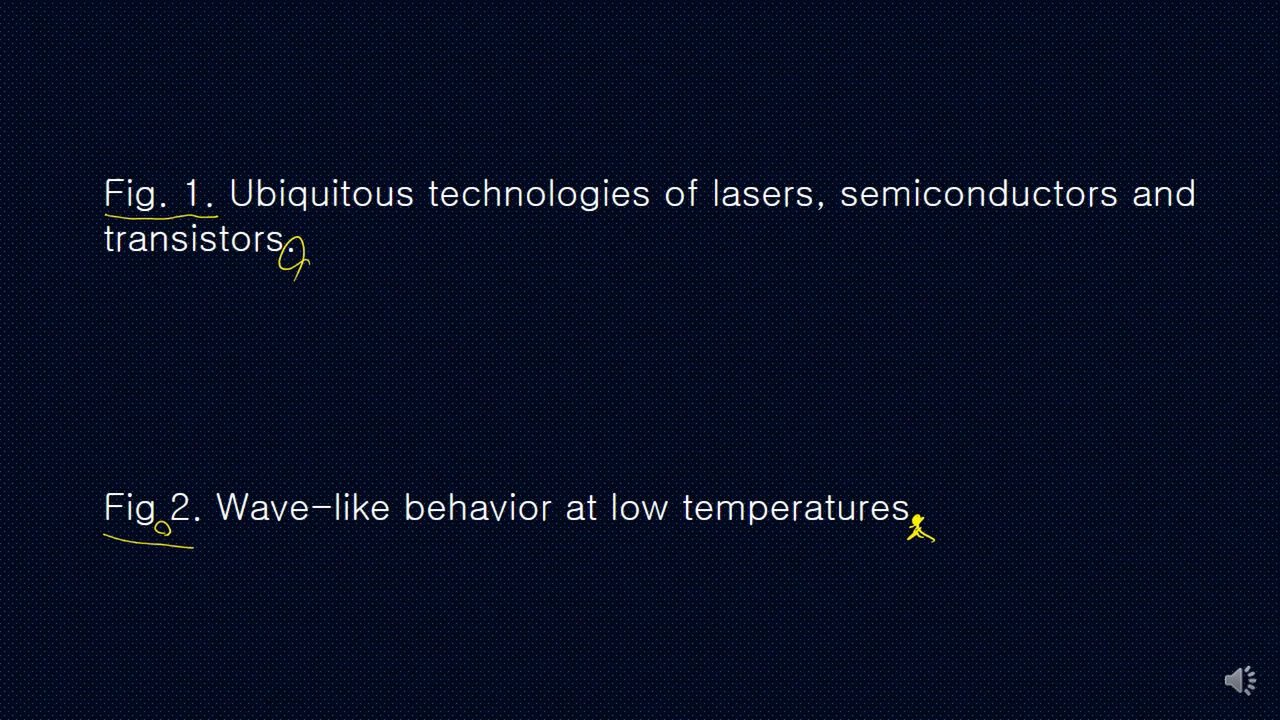 Fig. 1. Ubiquitous technologies of lasers, semiconductors and
transistors.
Fig 2. Wave-like behavior at low temperatures.